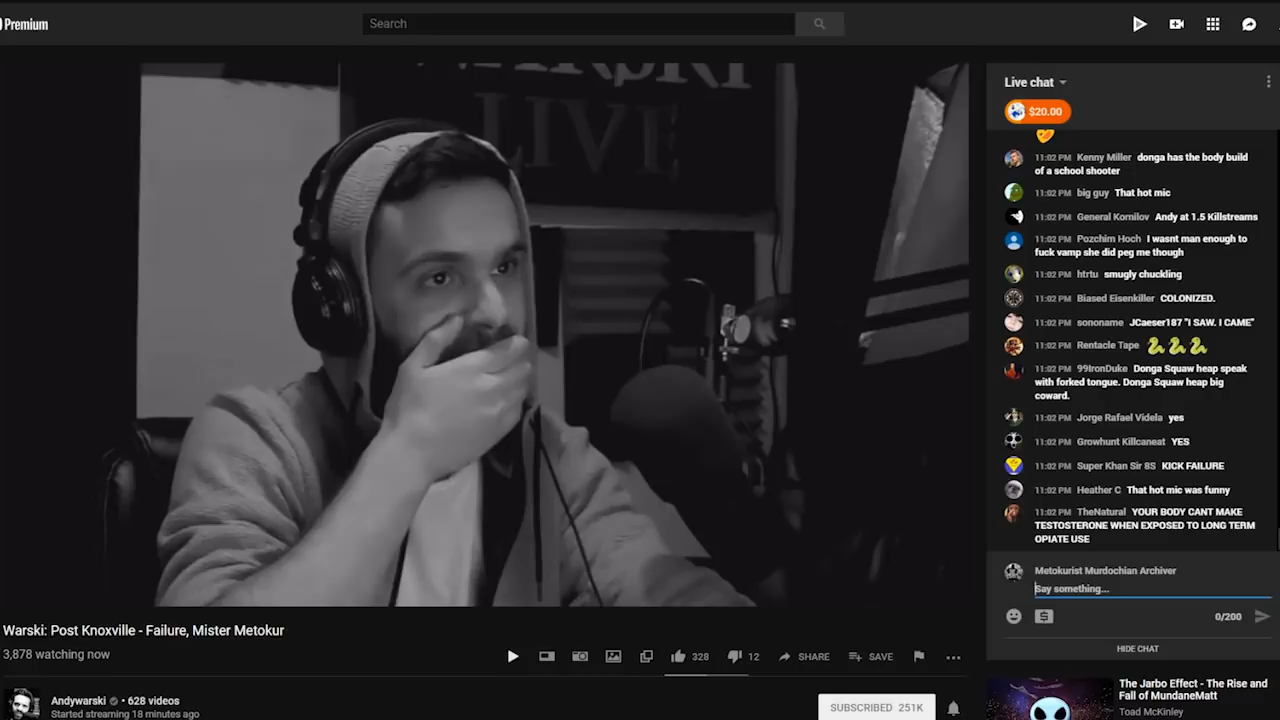 Premium
Search
LIVE
Live chat
$20.00
11:02 PM Kenny Miller donga has the body build
of a school shooter
11:02 PM big guy That hot mic
11:02 PM General Kornilov Andy at 1.5 Killstreams
11:02 PM Pozchim Hoch I wasnt man enough to
fuck vamp she did peg me though
11:02 PM htrtu smugly chuckling
11:02 PM Biased Eisenkiller COLONIZED.
11:02 PM sononame JCaeser187 "I SAW. I CAME"
11:02 PM Rentacle Tape
11:02 PM 99IronDuke Donga Squaw heap speak
with forked tongue. Donga Squaw heap big
coward.
11:02 PM Jorge Rafael Videla yes
11:02 PM Growhunt Killcaneat YES
11:02 PM Super Khan Sir 8S KICK FAILURE
11:02 PM Heather C That hot mic was funny
11:02 PM TheNatural YOUR BODY CANT MAKE
TESTOSTERONE WHEN EXPOSED TO LONG TERM
OPIATE USE
Metokurist Murdochian Archiver
Say something...
0/200
HIDE CHAT
Warski: Post Knoxville - Failure, Mister Metokur
3,878 watching now
328
12
SHARE
SAVE
Andywarski • 628 videos
Started streaming 18 minutes ago
SUBSCRIBED 251K
The Jarbo Effect - The Rise and
Fall of MundaneMatt
Toad McKinley